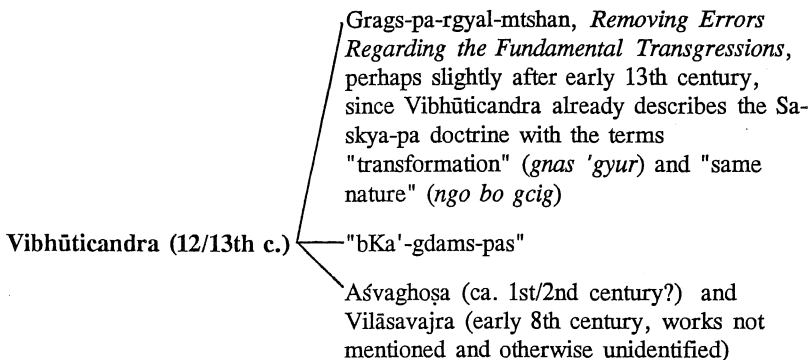 Grags-pa-rgyal-mtshan, Removing Errors
Regarding the Fundamental Transgressions,
perhaps slightly after early 13th century,
since Vibhūticandra already describes the Sa-
skya-pa doctrine with the terms
"transformation" (gnas 'gyur) and "same
nature" (ngo bo gcig)
Vibhūticandra (12/13th c.)
"bKa'-gdams-pas"
Aśvaghoṣa (ca. 1st/2nd century?) and
Vilāsavajra (early 8th century, works not
mentioned and otherwise unidentified)